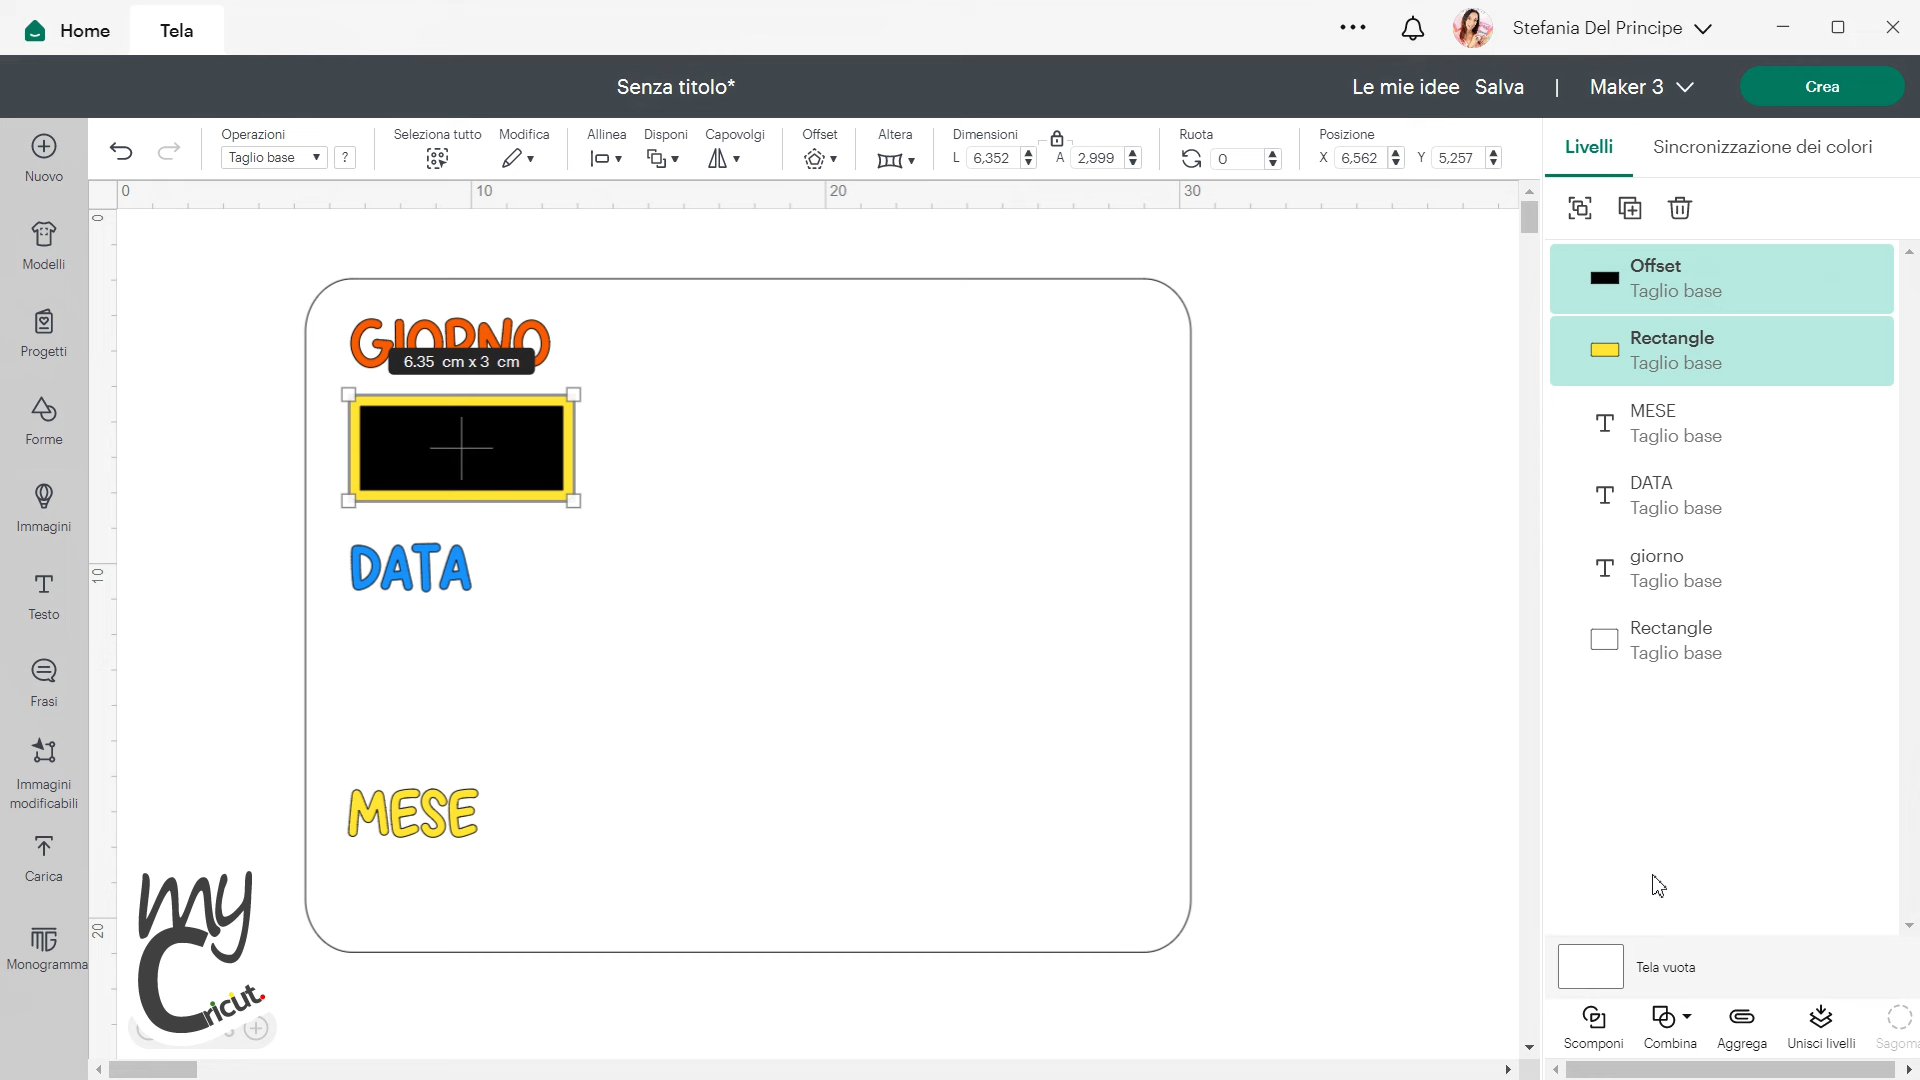 Home
Tela
Stefania Del Principe
Senza titolo*
Le mie idee
Salva
|
Maker 3
Crea
Operazioni
Taglio base
?
Seleziona tutto
Modifica
Allinea
Disponi
Capovolgi
Offset
Altera
Dimensioni
L 6,352
A 2,999
Ruota
0
Posizione
X 6,562
Y 5,257
Livelli
Sincronizzazione dei colori
Nuovo
Modelli
Progetti
Forme
Immagini
Testo
Frasi
Immagini
modificabili
Carica
Monogramma
0
10
20
30
0
10
20
GIORNO
6.35 cm x 3 cm
DATA
MESE
my
Cricut.
Offset
Taglio base
Rectangle
Taglio base
MESE
Taglio base
DATA
Taglio base
giorno
Taglio base
Rectangle
Taglio base
Tela vuota
Scomponi
Combina
Aggrega
Unisci livelli